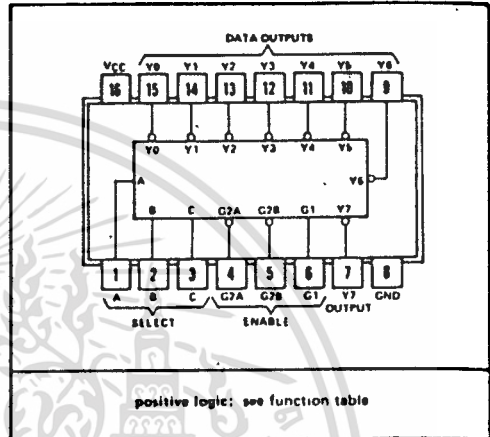 DATA OUTPUTS
VCC Y0 Y1 Y2 Y3 Y4 Y5 Y6
16 15 14 13 12 11 10 9
Y0 Y1 Y2 Y3 Y4 Y5
A Y6
B C G2A G2B G1 Y7
1 2 3 4 5 6 7 8
A B C G2A G2B G1 Y7 GND
SELECT ENABLE OUTPUT
positive logic: see function table